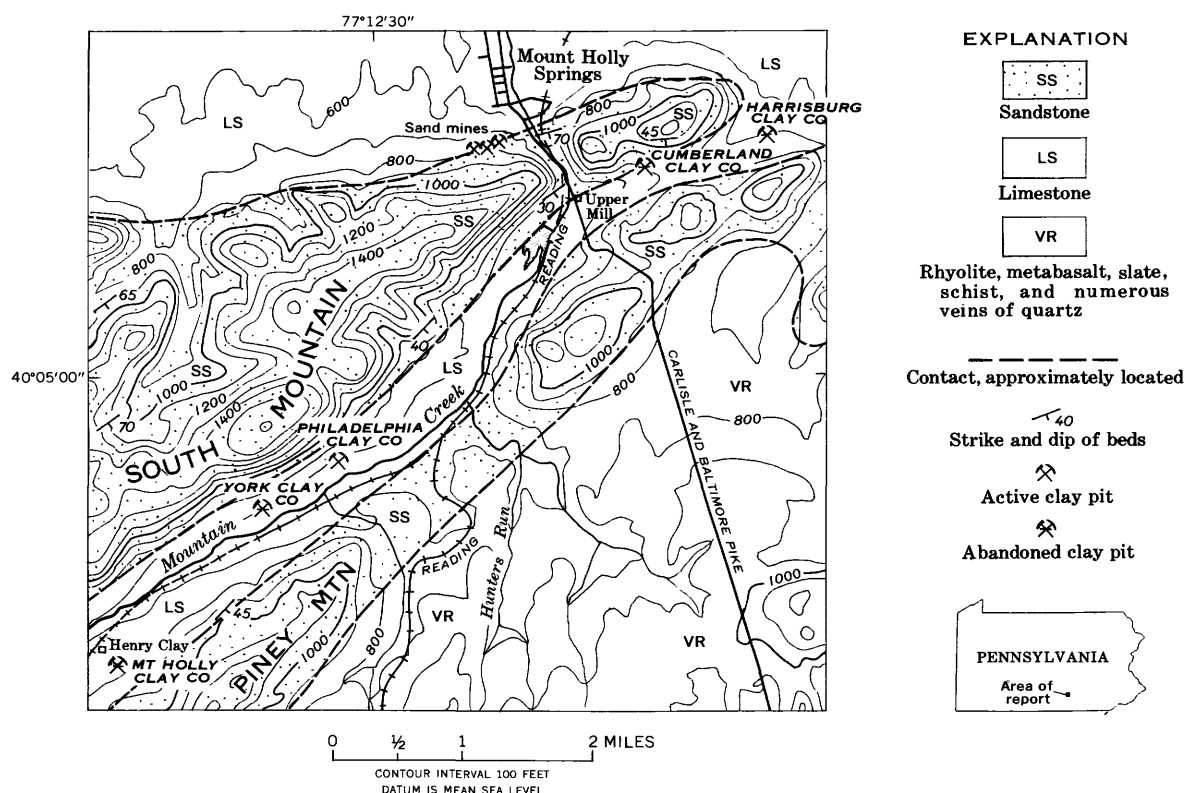 77°12'30"
Mount Holly
Springs
LS
LS
600
800
SS
HARRISBURG
CLAY CO
Sand mines
70
1000
45
CUMBERLAND
CLAY CO
800
1000
Upper
Mill
30
SS
READING
1200
1400
SS
800
65
SOUTH MOUNTAIN
40
LS
1000
40°05'00"
SS
1000
1200
1400
70
800
VR
800
CARLISLE AND BALTIMORE PIKE
PHILADELPHIA
CLAY CO
Mountain Creek
YORK CLAY
CO
SS
READING
Hunters Run
1000
LS
45
PINEY MTN
1000
800
VR
VR
Henry Clay
MT HOLLY
CLAY CO
0 ½ 1 2 MILES
CONTOUR INTERVAL 100 FEET
DATUM IS MEAN SEA LEVEL
EXPLANATION
SS
Sandstone
LS
Limestone
VR
Rhyolite, metabasalt, slate,
schist, and numerous
veins of quartz
Contact, approximately located
40
Strike and dip of beds
Active clay pit
Abandoned clay pit
PENNSYLVANIA
Area of
report